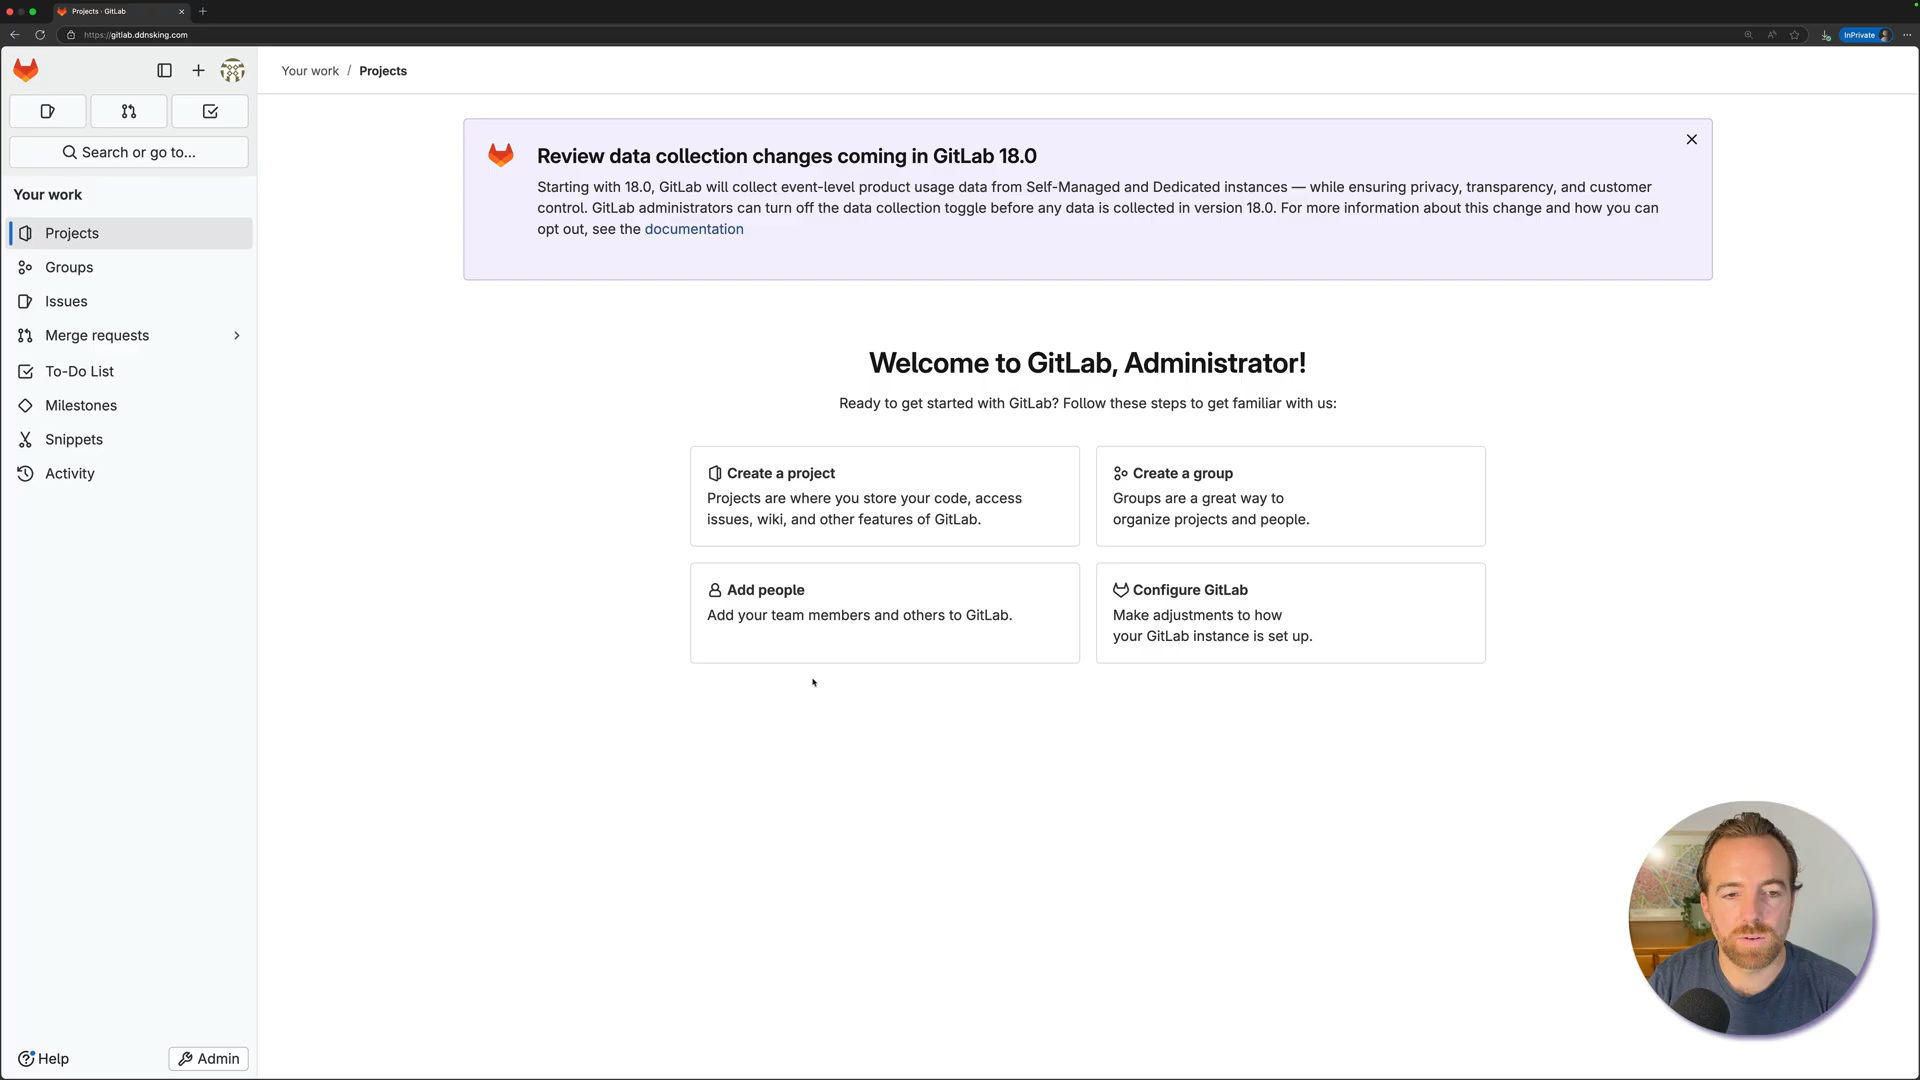 Projects · GitLab
https://gitlab.ddnsking.com
InPrivate
Your work / Projects
Search or go to...
Your work
Projects
Groups
Issues
Merge requests
To-Do List
Milestones
Snippets
Activity
Help
Admin
Review data collection changes coming in GitLab 18.0
Starting with 18.0, GitLab will collect event-level product usage data from Self-Managed and Dedicated instances — while ensuring privacy, transparency, and customer
control. GitLab administrators can turn off the data collection toggle before any data is collected in version 18.0. For more information about this change and how you can
opt out, see the documentation
Welcome to GitLab, Administrator!
Ready to get started with GitLab? Follow these steps to get familiar with us:
Create a project
Projects are where you store your code, access
issues, wiki, and other features of GitLab.
Create a group
Groups are a great way to
organize projects and people.
Add people
Add your team members and others to GitLab.
Configure GitLab
Make adjustments to how
your GitLab instance is set up.